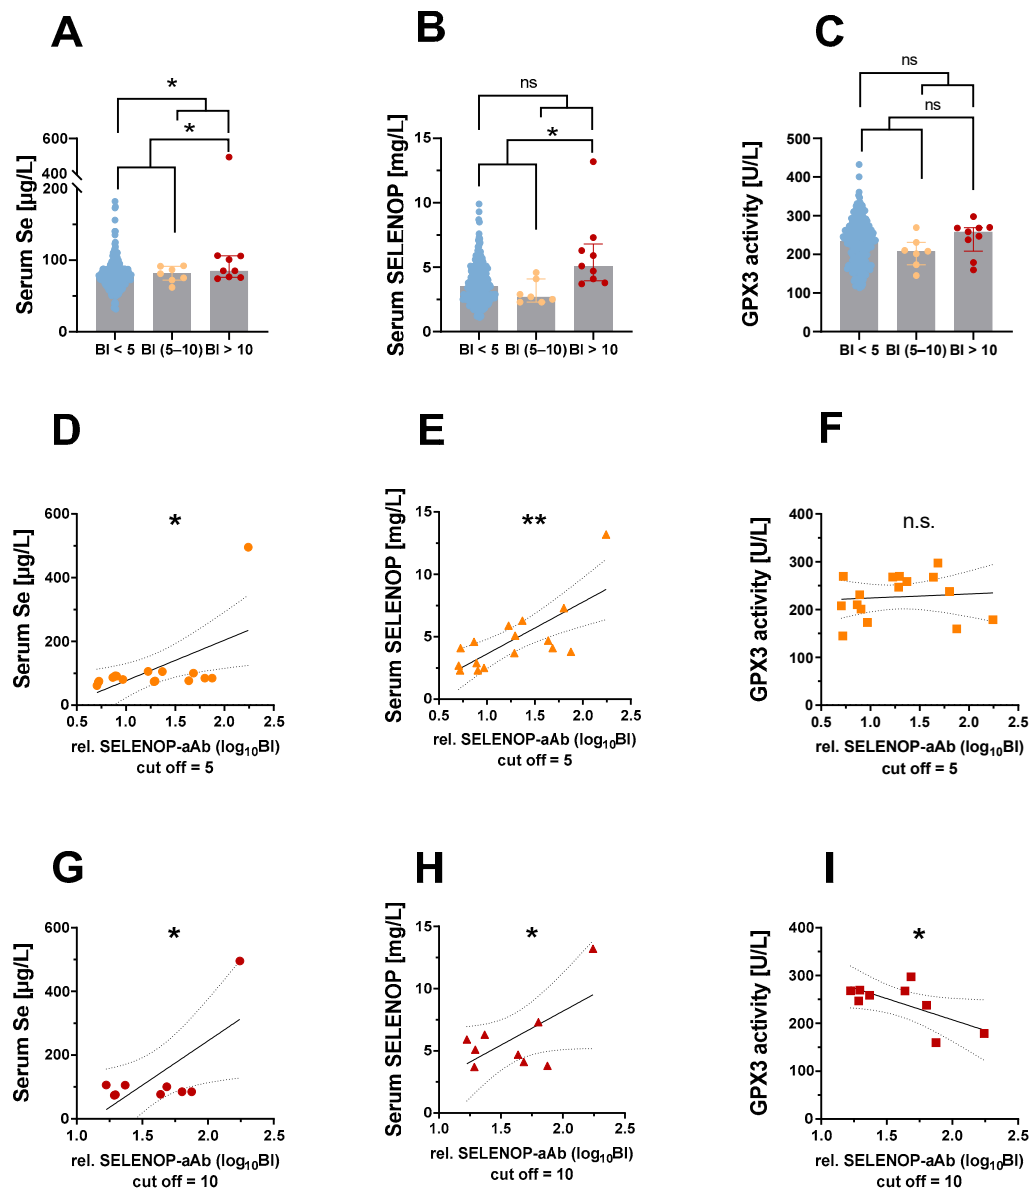 A
B
C
*
ns
ns
*
*
ns
Serum Se [µg/L]
600
400
200
100
0
BI < 5 BI (5–10) BI > 10
Serum SELENOP [mg/L]
15
10
5
0
BI < 5 BI (5–10) BI > 10
GPX3 activity [U/L]
500
400
300
200
100
0
BI < 5 BI (5–10) BI > 10
D
E
F
Serum Se [µg/L]
600
400
200
0
*
0.5 1.0 1.5 2.0 2.5
rel. SELENOP-aAb (log10BI)
cut off = 5
Serum SELENOP [mg/L]
15
10
5
0
**
0.5 1.0 1.5 2.0 2.5
rel. SELENOP-aAb (log10BI)
cut off = 5
GPX3 activity [U/L]
400
300
200
100
0
n.s.
0.5 1.0 1.5 2.0 2.5
rel. SELENOP-aAb (log10BI)
cut off = 5
G
H
I
Serum Se [µg/L]
600
400
200
0
*
1.0 1.5 2.0 2.5
rel. SELENOP-aAb (log10BI)
cut off = 10
Serum SELENOP [mg/L]
15
10
5
0
*
1.0 1.5 2.0 2.5
rel. SELENOP-aAb (log10BI)
cut off = 10
GPX3 activity [U/L]
400
300
200
100
0
*
1.0 1.5 2.0 2.5
rel. SELENOP-aAb (log10BI)
cut off = 10